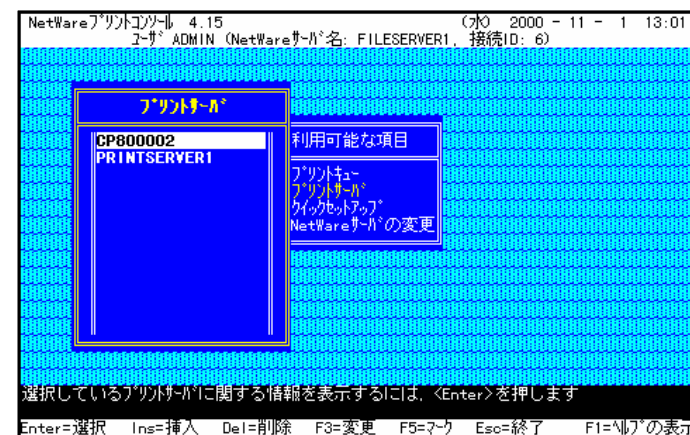 NetWareプリントコンソール 4.15 (水) 2000 - 11 - 1 13:01
ユーザ ADMIN (NetWareサーバ名: FILESERVER1, 接続ID: 6)
プリントサーバ
CP800002
PRINTSERVER1
利用可能な項目
プリントキュー
プリントサーバ
クイックセットアップ
NetWareサーバの変更
選択しているプリントサーバに関する情報を表示するには、<Enter>を押します
Enter=選択 Ins=挿入 Del=削除 F3=変更 F5=マーク Esc=終了 F1=ヘルプの表示